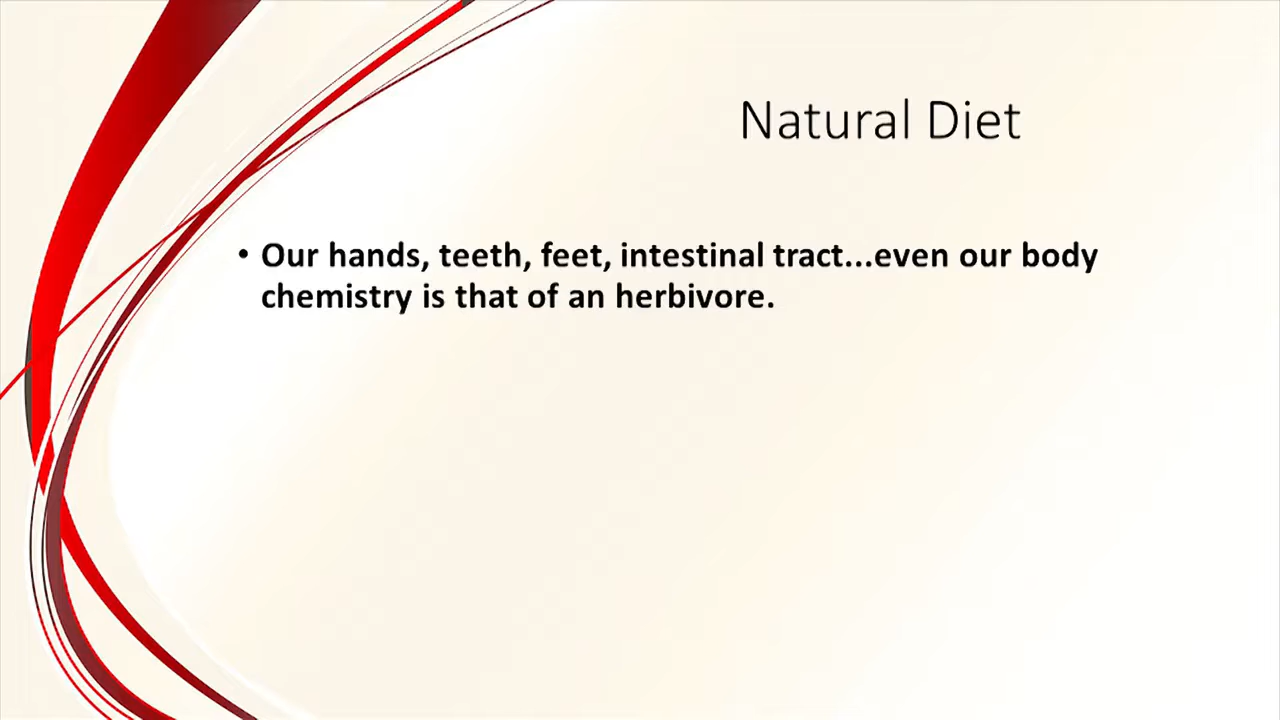 Natural Diet
• Our hands, teeth, feet, intestinal tract...even our body
chemistry is that of an herbivore.